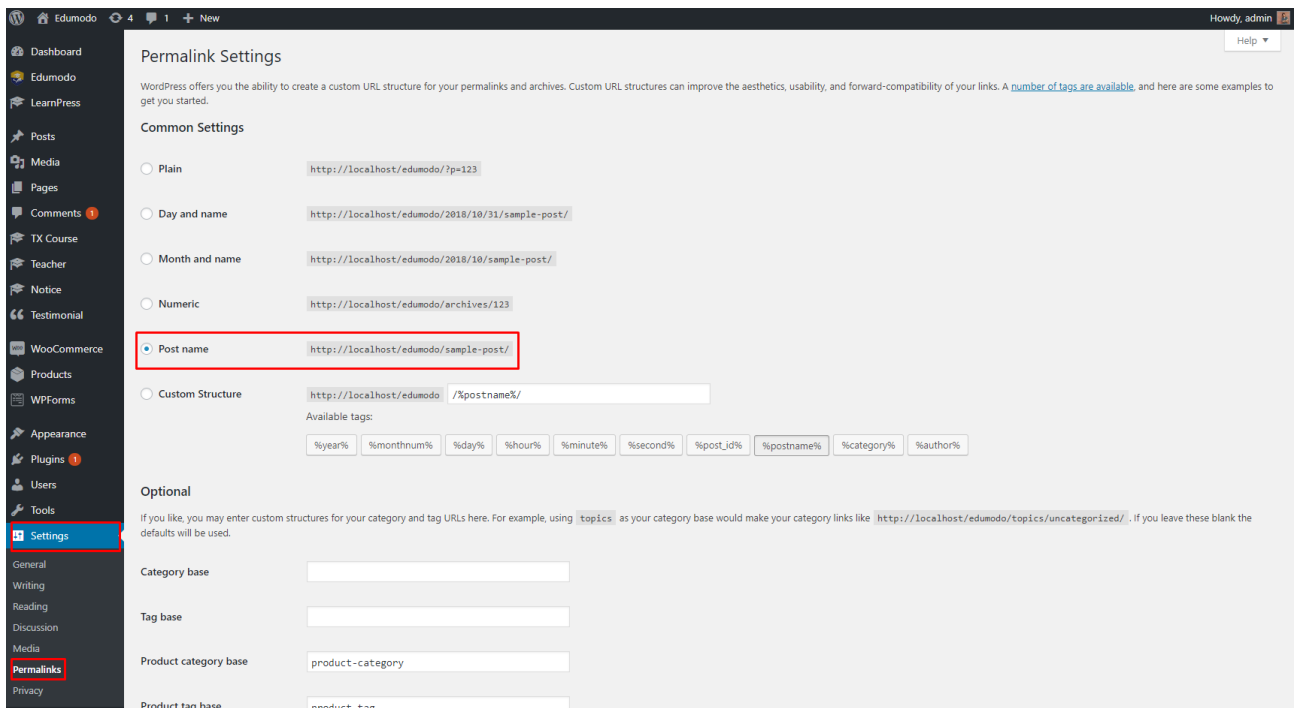 Edumodo 4 1 New Howdy, admin
Help
Dashboard
Edumodo
LearnPress
Posts
Media
Pages
Comments 1
TX Course
Teacher
Notice
Testimonial
WooCommerce
Products
WPForms
Appearance
Plugins 1
Users
Tools
Settings
General
Writing
Reading
Discussion
Media
Permalinks
Privacy
Permalink Settings
WordPress offers you the ability to create a custom URL structure for your permalinks and archives. Custom URL structures can improve the aesthetics, usability, and forward-compatibility of your links. A number of tags are available, and here are some examples to
get you started.
Common Settings
Plain http://localhost/edumodo/?p=123
Day and name http://localhost/edumodo/2018/10/31/sample-post/
Month and name http://localhost/edumodo/2018/10/sample-post/
Numeric http://localhost/edumodo/archives/123
Post name http://localhost/edumodo/sample-post/
Custom Structure http://localhost/edumodo /%postname%/
Available tags:
%year% %monthnum% %day% %hour% %minute% %second% %post_id% %postname% %category% %author%
Optional
If you like, you may enter custom structures for your category and tag URLs here. For example, using topics as your category base would make your category links like http://localhost/edumodo/topics/uncategorized/ . If you leave these blank the
defaults will be used.
Category base
Tag base
Product category base product-category
Product tag base product-tag